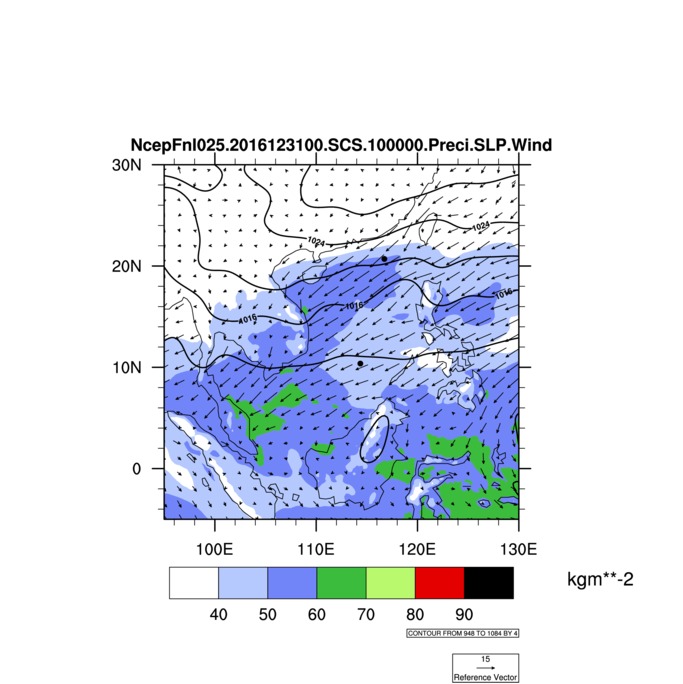 NcepFnl025.2016123100.SCS.100000.Preci.SLP.Wind
30N
1024
1024
20N
1016
1016
1016
10N
0
100E 110E 120E 130E
kgm**-2
40 50 60 70 80 90
CONTOUR FROM 948 TO 1084 BY 4
15
Reference Vector